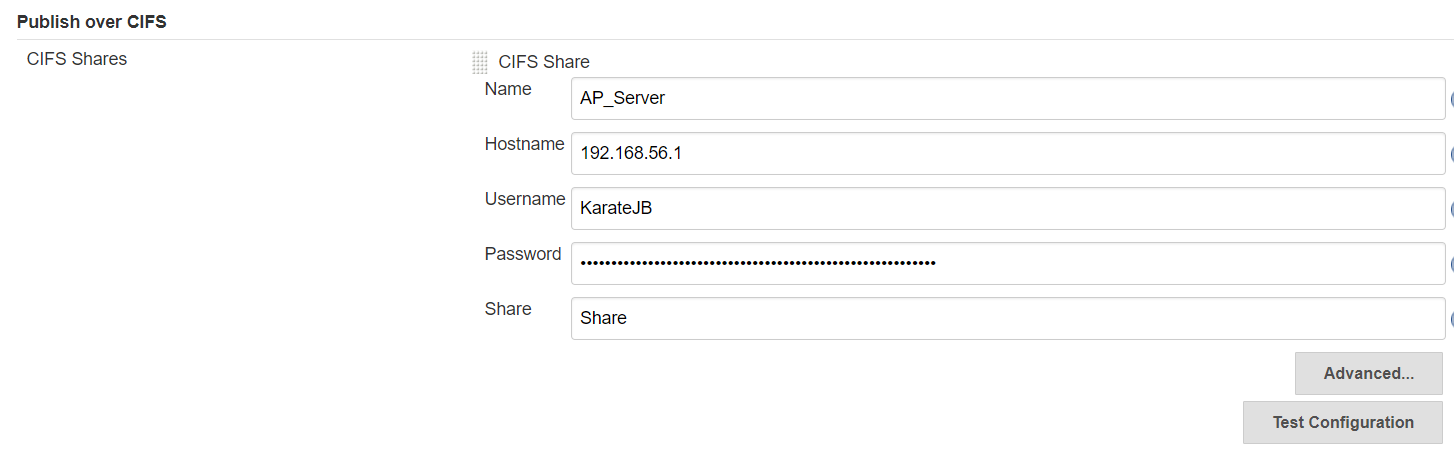 Publish over CIFS
CIFS Shares
CIFS Share
Name
AP_Server
Hostname
192.168.56.1
Username
KarateJB
Password
••••••••••••••••••••••••••••••••••••••••••••••••••••••••••
Share
Share
Advanced...
Test Configuration